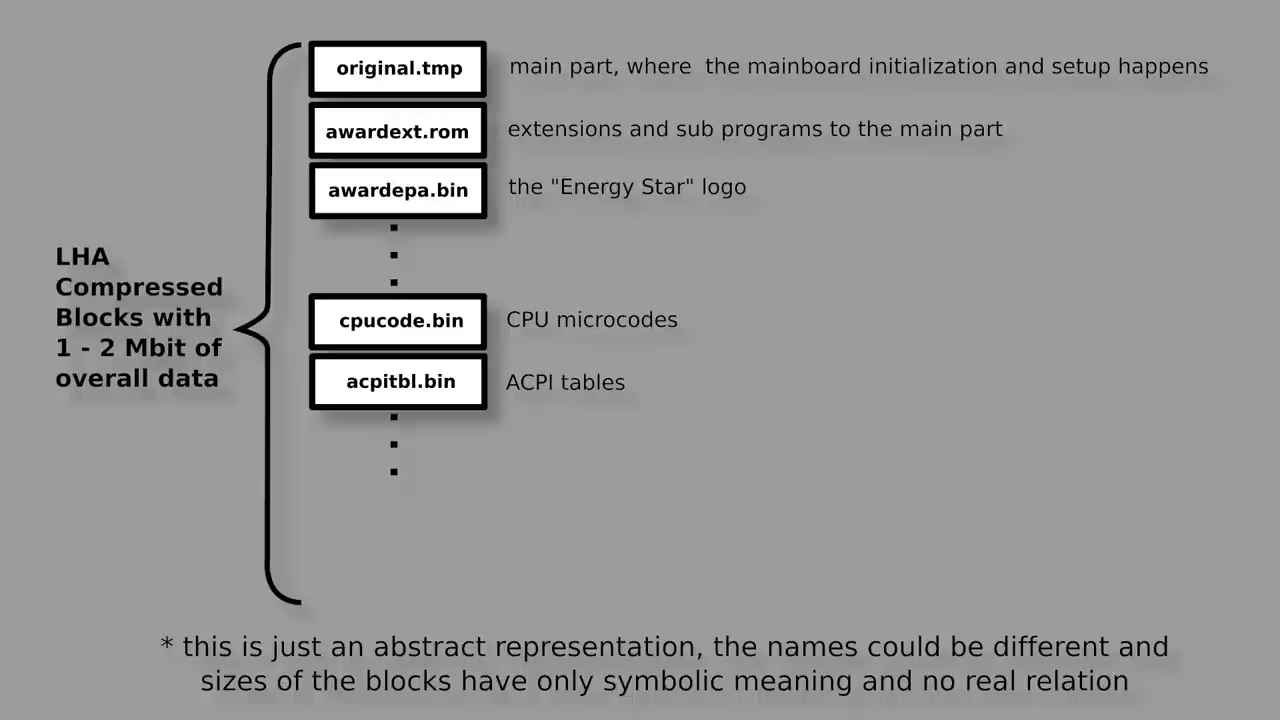 original.tmp main part, where  the mainboard initialization and setup happens
awardext.rom extensions and sub programs to the main part
awardepa.bin the "Energy Star" logo
LHA
Compressed
Blocks with
1 - 2 Mbit of
overall data
cpucode.bin CPU microcodes
acpitbl.bin ACPI tables
* this is just an abstract representation, the names could be different and
sizes of the blocks have only symbolic meaning and no real relation